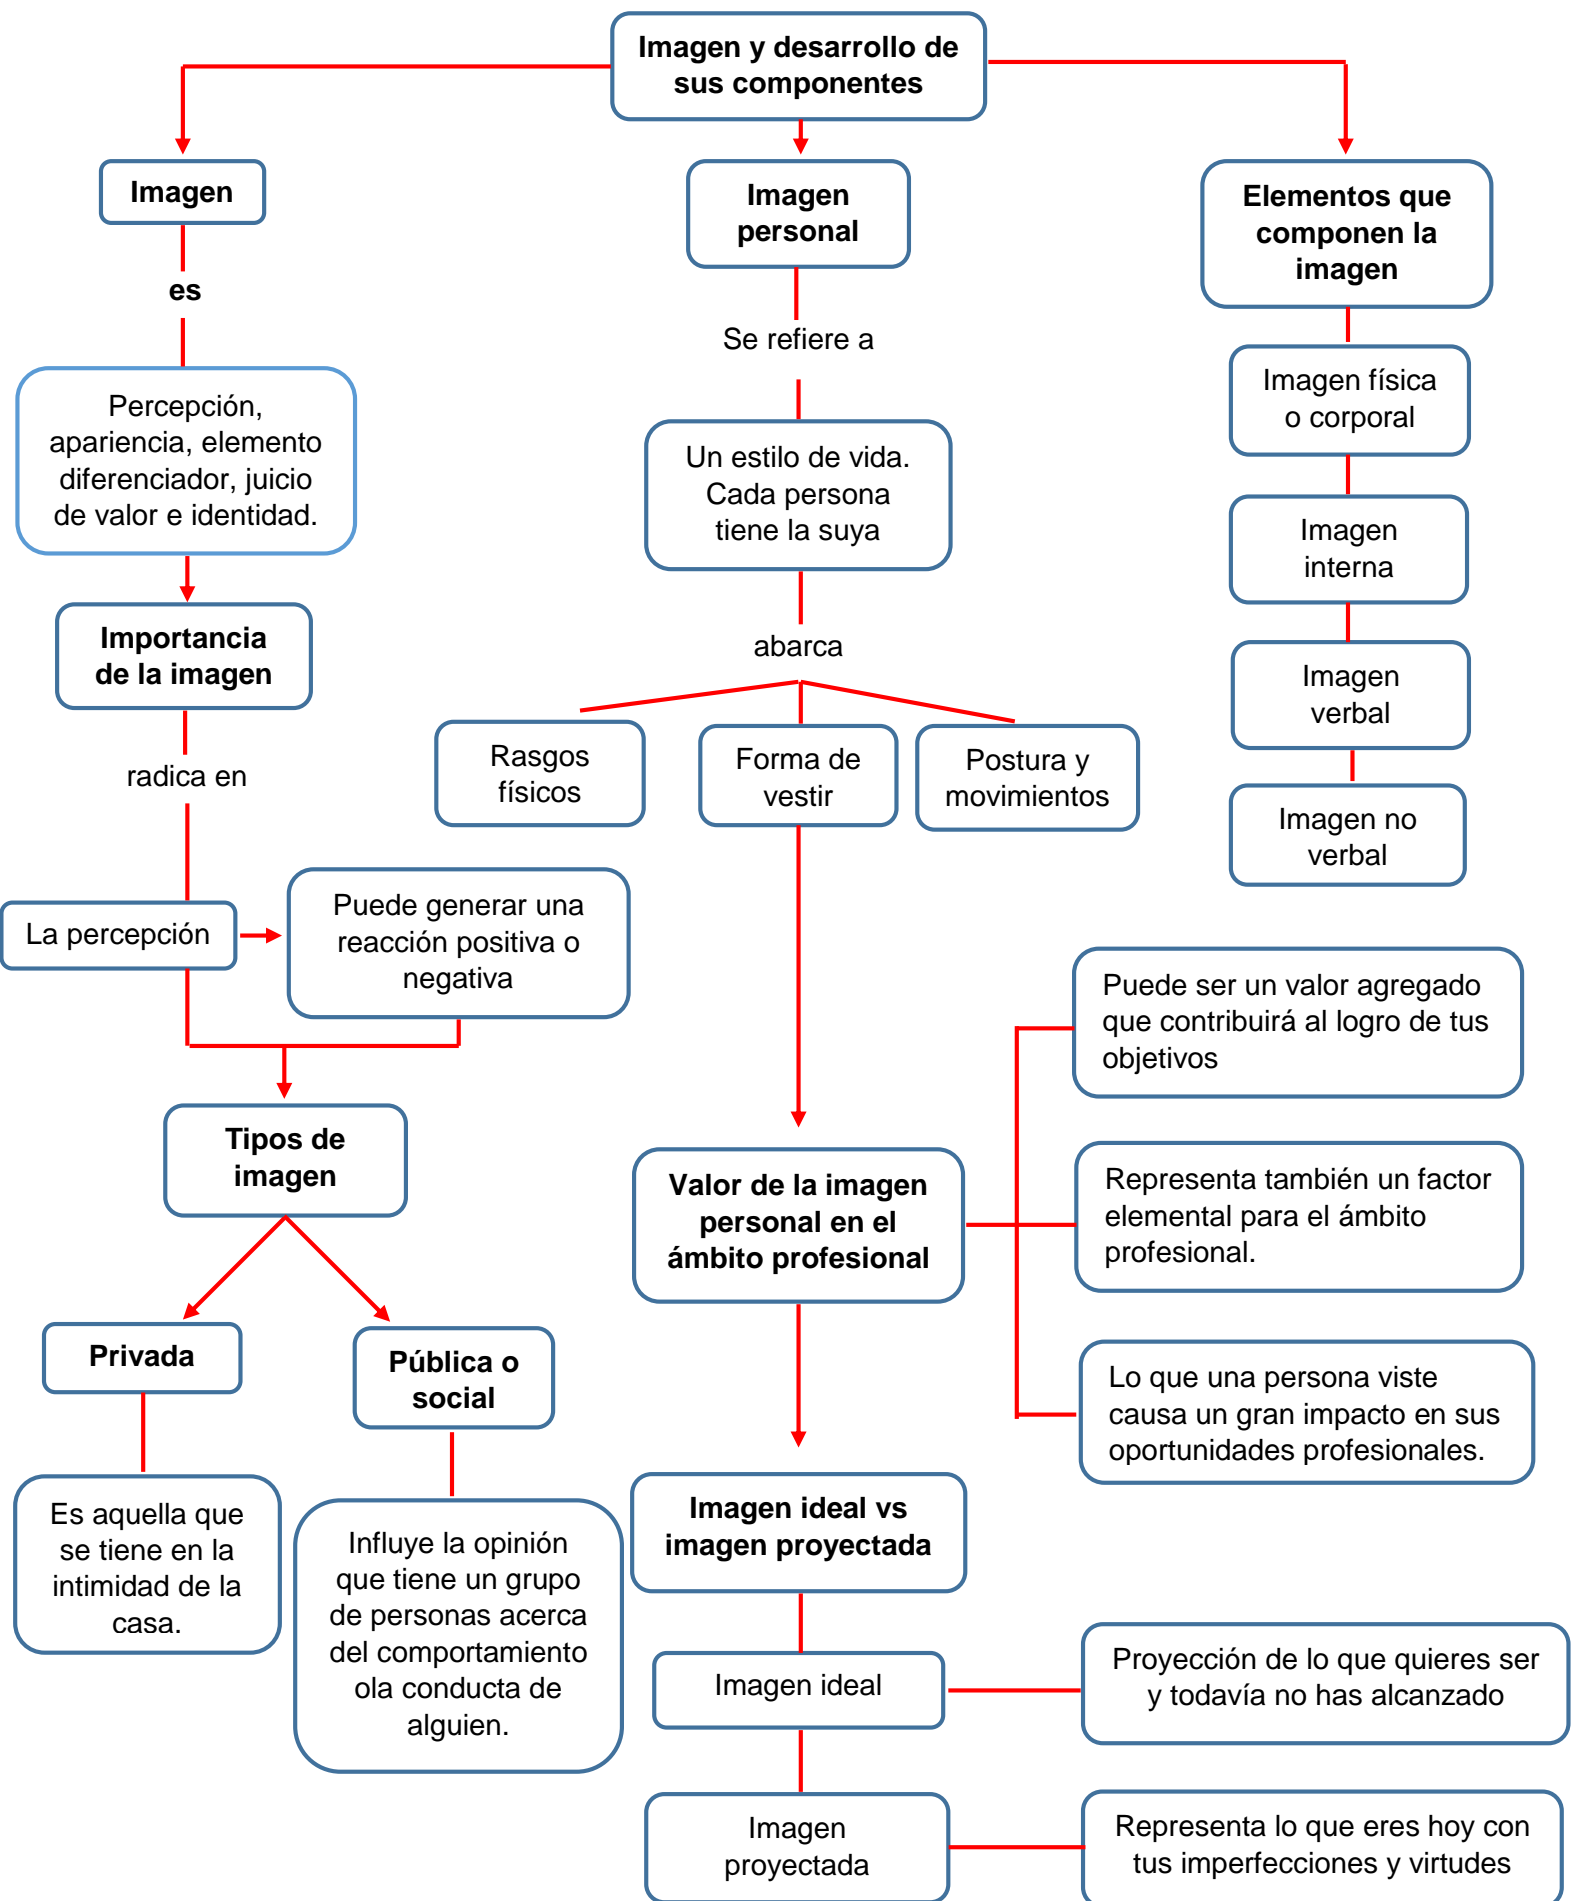 Imagen y desarrollo de
sus componentes
Imagen
es
Percepción,
apariencia, elemento
diferenciador, juicio
de valor e identidad.
Importancia
de la imagen
radica en
La percepción
Puede generar una
reacción positiva o
negativa
Tipos de
imagen
Privada
Es aquella que
se tiene en la
intimidad de la
casa.
Pública o
social
Influye la opinión
que tiene un grupo
de personas acerca
del comportamiento
ola conducta de
alguien.
Imagen
personal
Se refiere a
Un estilo de vida.
Cada persona
tiene la suya
abarca
Rasgos
físicos
Forma de
vestir
Postura y
movimientos
Valor de la imagen
personal en el
ámbito profesional
Puede ser un valor agregado
que contribuirá al logro de tus
objetivos
Representa también un factor
elemental para el ámbito
profesional.
Lo que una persona viste
causa un gran impacto en sus
oportunidades profesionales.
Imagen ideal vs
imagen proyectada
Imagen ideal
Proyección de lo que quieres ser
y todavía no has alcanzado
Imagen
proyectada
Representa lo que eres hoy con
tus imperfecciones y virtudes
Elementos que
componen la
imagen
Imagen física
o corporal
Imagen
interna
Imagen
verbal
Imagen no
verbal